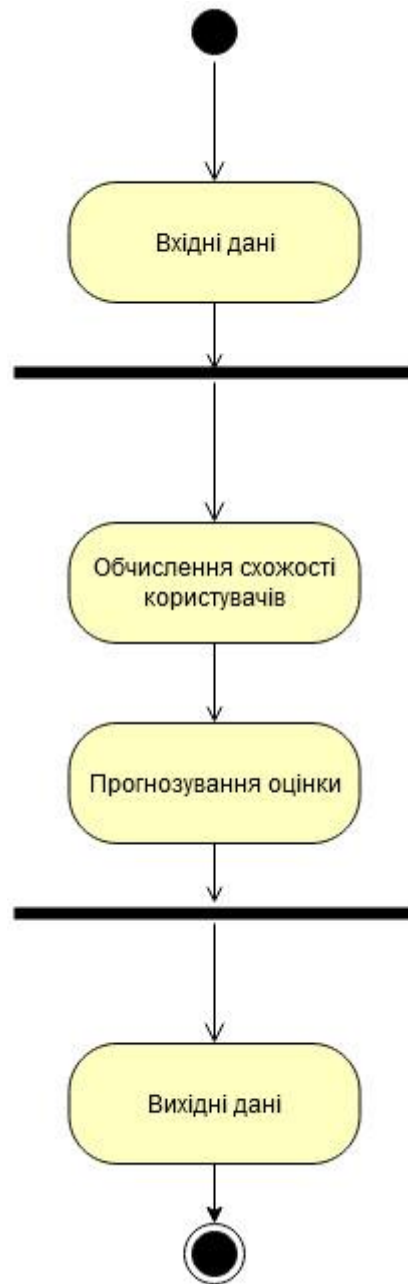 Вхідні дані
Обчислення схожості
користувачів
Прогнозування оцінки
Вихідні дані